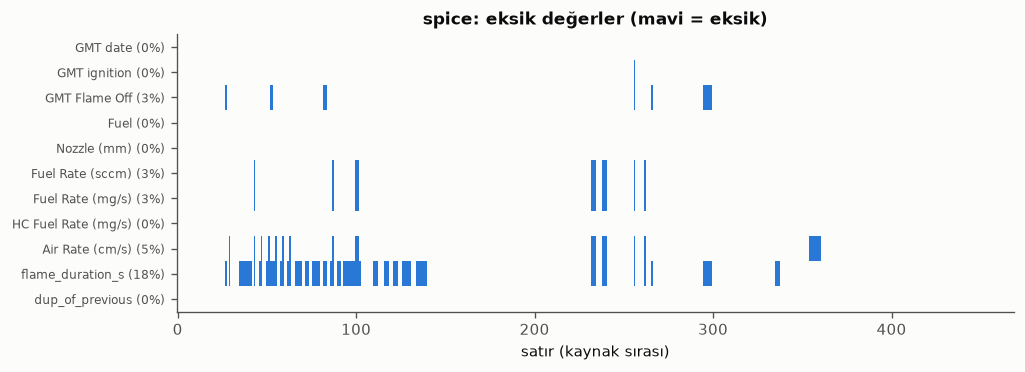 spice: eksik değerler (mavi = eksik)
GMT date (0%)
GMT ignition (0%)
GMT Flame Off (3%)
Fuel (0%)
Nozzle (mm) (0%)
Fuel Rate (sccm) (3%)
Fuel Rate (mg/s) (3%)
HC Fuel Rate (mg/s) (0%)
Air Rate (cm/s) (5%)
flame_duration_s (18%)
dup_of_previous (0%)
0 100 200 300 400
satır (kaynak sırası)